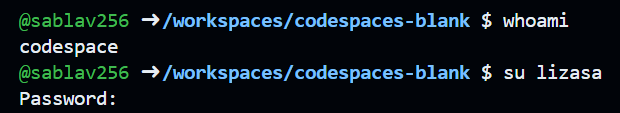 @sablav256 ➜/workspaces/codespaces-blank $ whoami
codespace
@sablav256 ➜/workspaces/codespaces-blank $ su lizasa
Password: